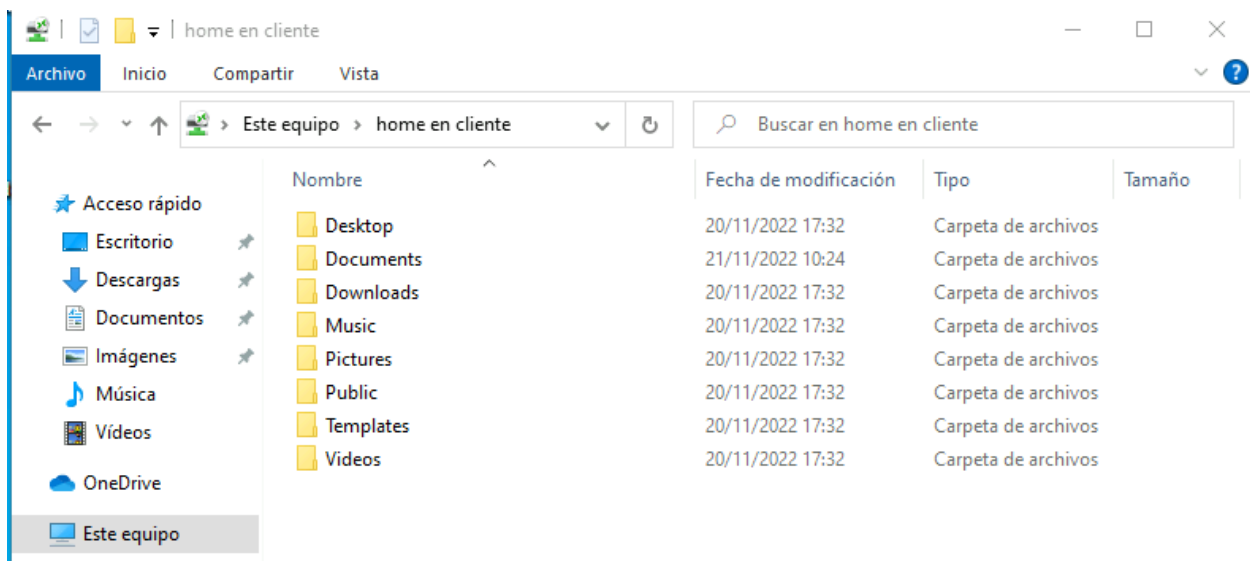 home en cliente
Archivo Inicio Compartir Vista
Este equipo > home en cliente
Buscar en home en cliente
Acceso rápido
Escritorio
Descargas
Documentos
Imágenes
Música
Vídeos
OneDrive
Este equipo
Nombre Fecha de modificación Tipo Tamaño
Desktop 20/11/2022 17:32 Carpeta de archivos
Documents 21/11/2022 10:24 Carpeta de archivos
Downloads 20/11/2022 17:32 Carpeta de archivos
Music 20/11/2022 17:32 Carpeta de archivos
Pictures 20/11/2022 17:32 Carpeta de archivos
Public 20/11/2022 17:32 Carpeta de archivos
Templates 20/11/2022 17:32 Carpeta de archivos
Videos 20/11/2022 17:32 Carpeta de archivos